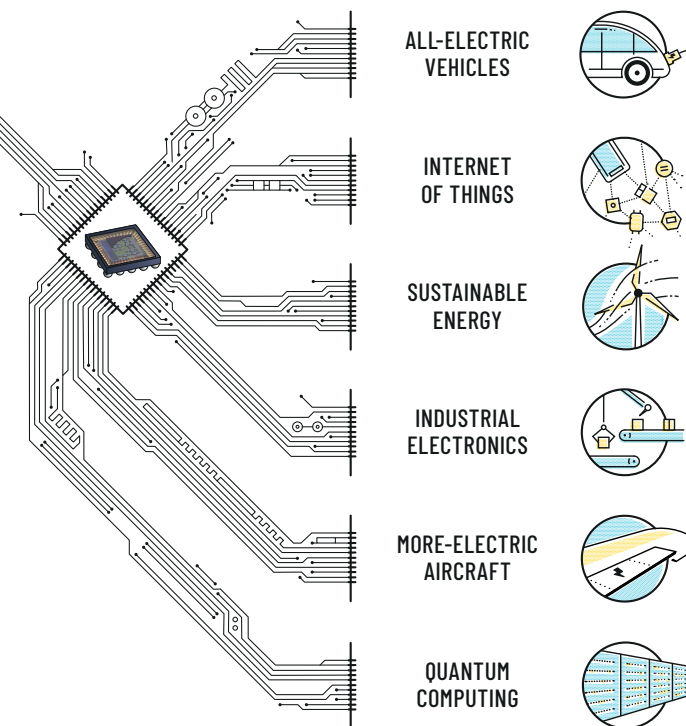 ALL-ELECTRIC
VEHICLES
INTERNET
OF THINGS
SUSTAINABLE
ENERGY
INDUSTRIAL
ELECTRONICS
MORE-ELECTRIC
AIRCRAFT
QUANTUM
COMPUTING